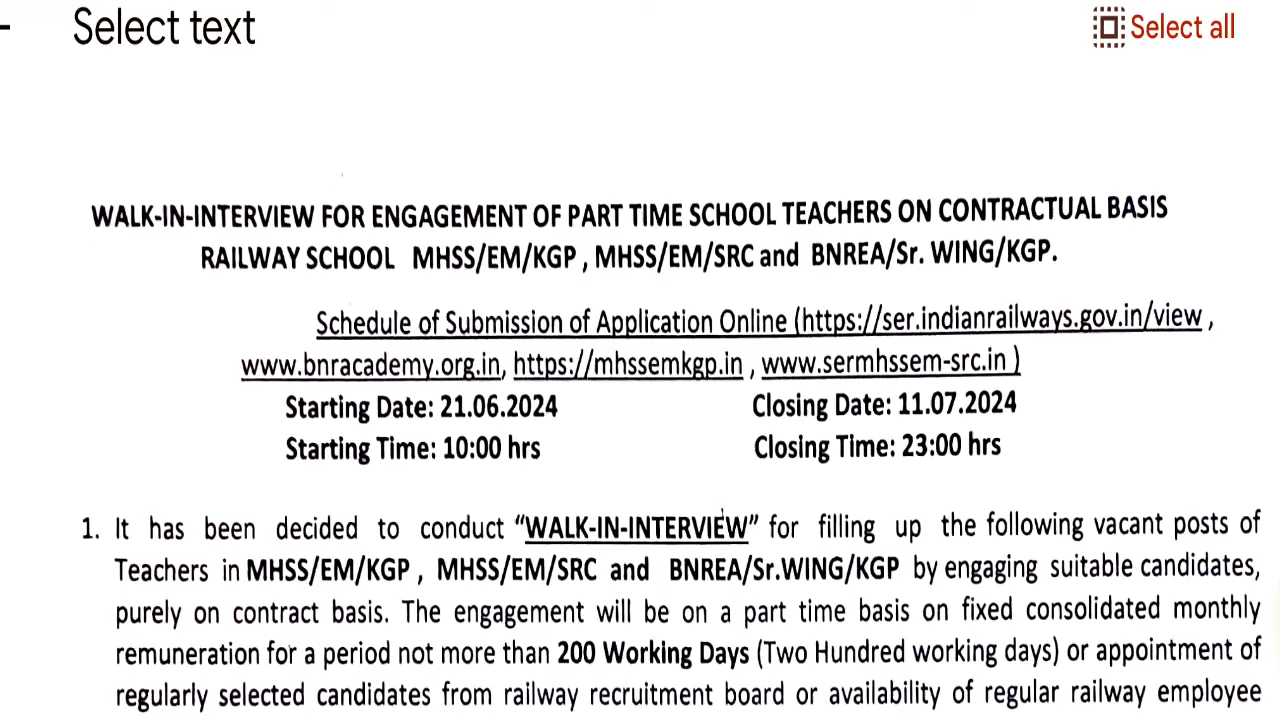 Select text
Select all
WALK-IN-INTERVIEW FOR ENGAGEMENT OF PART TIME SCHOOL TEACHERS ON CONTRACTUAL BASIS
RAILWAY SCHOOL MHSS/EM/KGP , MHSS/EM/SRC and BNREA/Sr. WING/KGP.
Schedule of Submission of Application Online (https://ser.indianrailways.gov.in/view ,
www.bnracademy.org.in, https://mhssemkgp.in , www.sermhssem-src.in )
Starting Date: 21.06.2024 Closing Date: 11.07.2024
Starting Time: 10:00 hrs Closing Time: 23:00 hrs
1. It has been decided to conduct “WALK-IN-INTERVIEW” for filling up the following vacant posts of
Teachers in MHSS/EM/KGP , MHSS/EM/SRC and BNREA/Sr.WING/KGP by engaging suitable candidates,
purely on contract basis. The engagement will be on a part time basis on fixed consolidated monthly
remuneration for a period not more than 200 Working Days (Two Hundred working days) or appointment of
regularly selected candidates from railway recruitment board or availability of regular railway employee